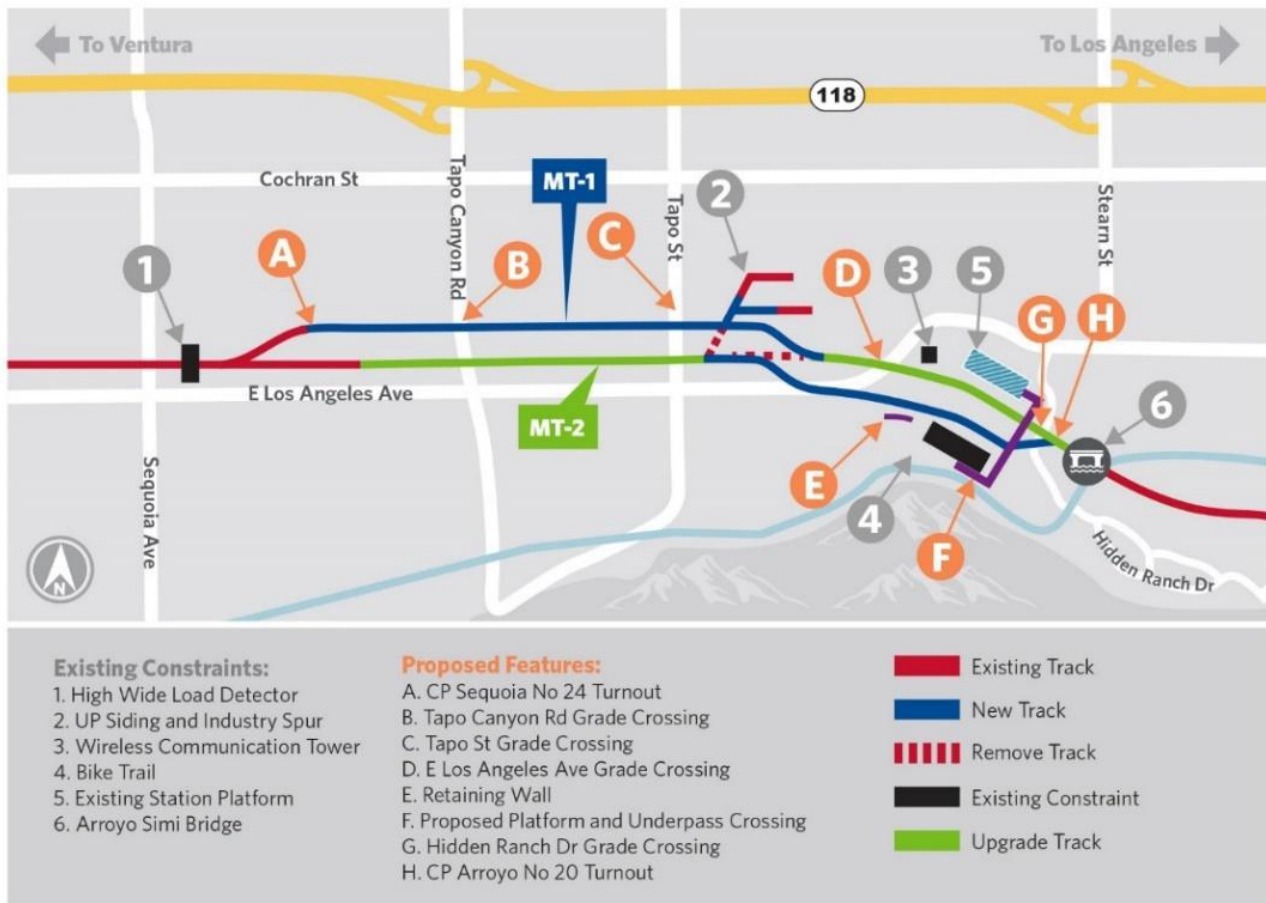 To Ventura
To Los Angeles
118
Cochran St
Tapo Canyon Rd
MT-1
Tapo St
Stearn St
2
C
A
B
1
D
3
5
G
H
E Los Angeles Ave
MT-2
6
Sequoia Ave
E
4
F
Hidden Ranch Dr
N
Existing Constraints:
1. High Wide Load Detector
2. UP Siding and Industry Spur
3. Wireless Communication Tower
4. Bike Trail
5. Existing Station Platform
6. Arroyo Simi Bridge
Proposed Features:
A. CP Sequoia No 24 Turnout
B. Tapo Canyon Rd Grade Crossing
C. Tapo St Grade Crossing
D. E Los Angeles Ave Grade Crossing
E. Retaining Wall
F. Proposed Platform and Underpass Crossing
G. Hidden Ranch Dr Grade Crossing
H. CP Arroyo No 20 Turnout
Existing Track
New Track
Remove Track
Existing Constraint
Upgrade Track